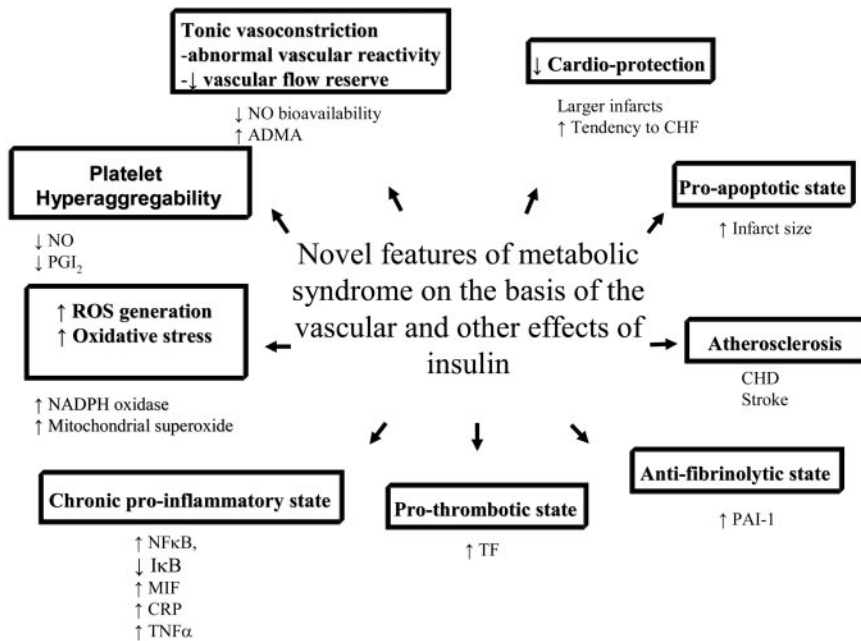 Tonic vasoconstriction
-abnormal vascular reactivity
-↓ vascular flow reserve
↓ NO bioavailability
↑ ADMA
↓ Cardio-protection
Larger infarcts
↑ Tendency to CHF
Platelet
Hyperaggregability
↓ NO
↓ PGI₂
Pro-apoptotic state
↑ Infarct size
Novel features of metabolic
syndrome on the basis of the
vascular and other effects of
insulin
↑ ROS generation
↑ Oxidative stress
↑ NADPH oxidase
↑ Mitochondrial superoxide
Atherosclerosis
CHD
Stroke
Chronic pro-inflammatory state
↑ NFκB,
↓ IκB
↑ MIF
↑ CRP
↑ TNFα
Pro-thrombotic state
↑ TF
Anti-fibrinolytic state
↑ PAI-1